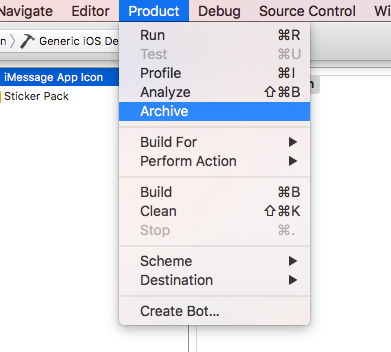 Navigate Editor Product Debug Source Control Wi
n Generic iOS De
iMessage App Icon
Sticker Pack
Run ⌘R
Test ⌘U
Profile ⌘I
Analyze ⇧⌘B
Archive
Build For
Perform Action
Build ⌘B
Clean ⇧⌘K
Stop ⌘.
Scheme
Destination
Create Bot...
n